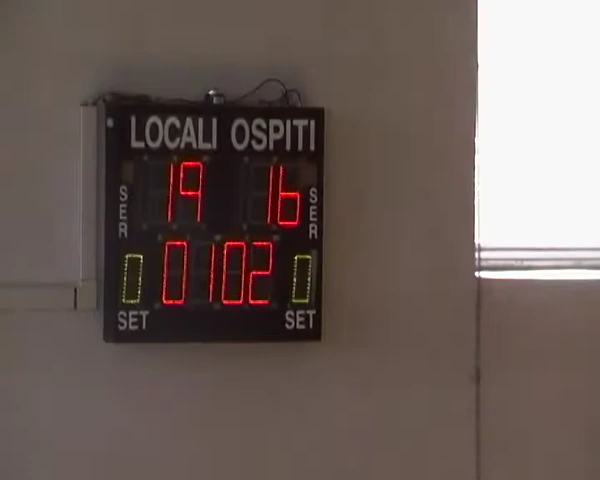 LOCALI OSPITI
19 16
SER SER
0 0102 0
SET SET